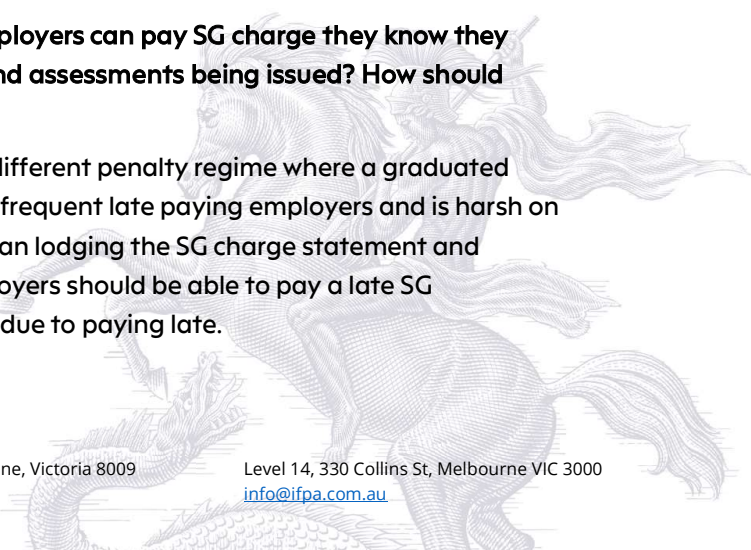 ployers can pay SG charge they know they
nd assessments being issued? How should
different penalty regime where a graduated
frequent late paying employers and is harsh on
an lodging the SG charge statement and
oyers should be able to pay a late SG
due to paying late.
ne, Victoria 8009
Level 14, 330 Collins St, Melbourne VIC 3000
info@ifpa.com.au